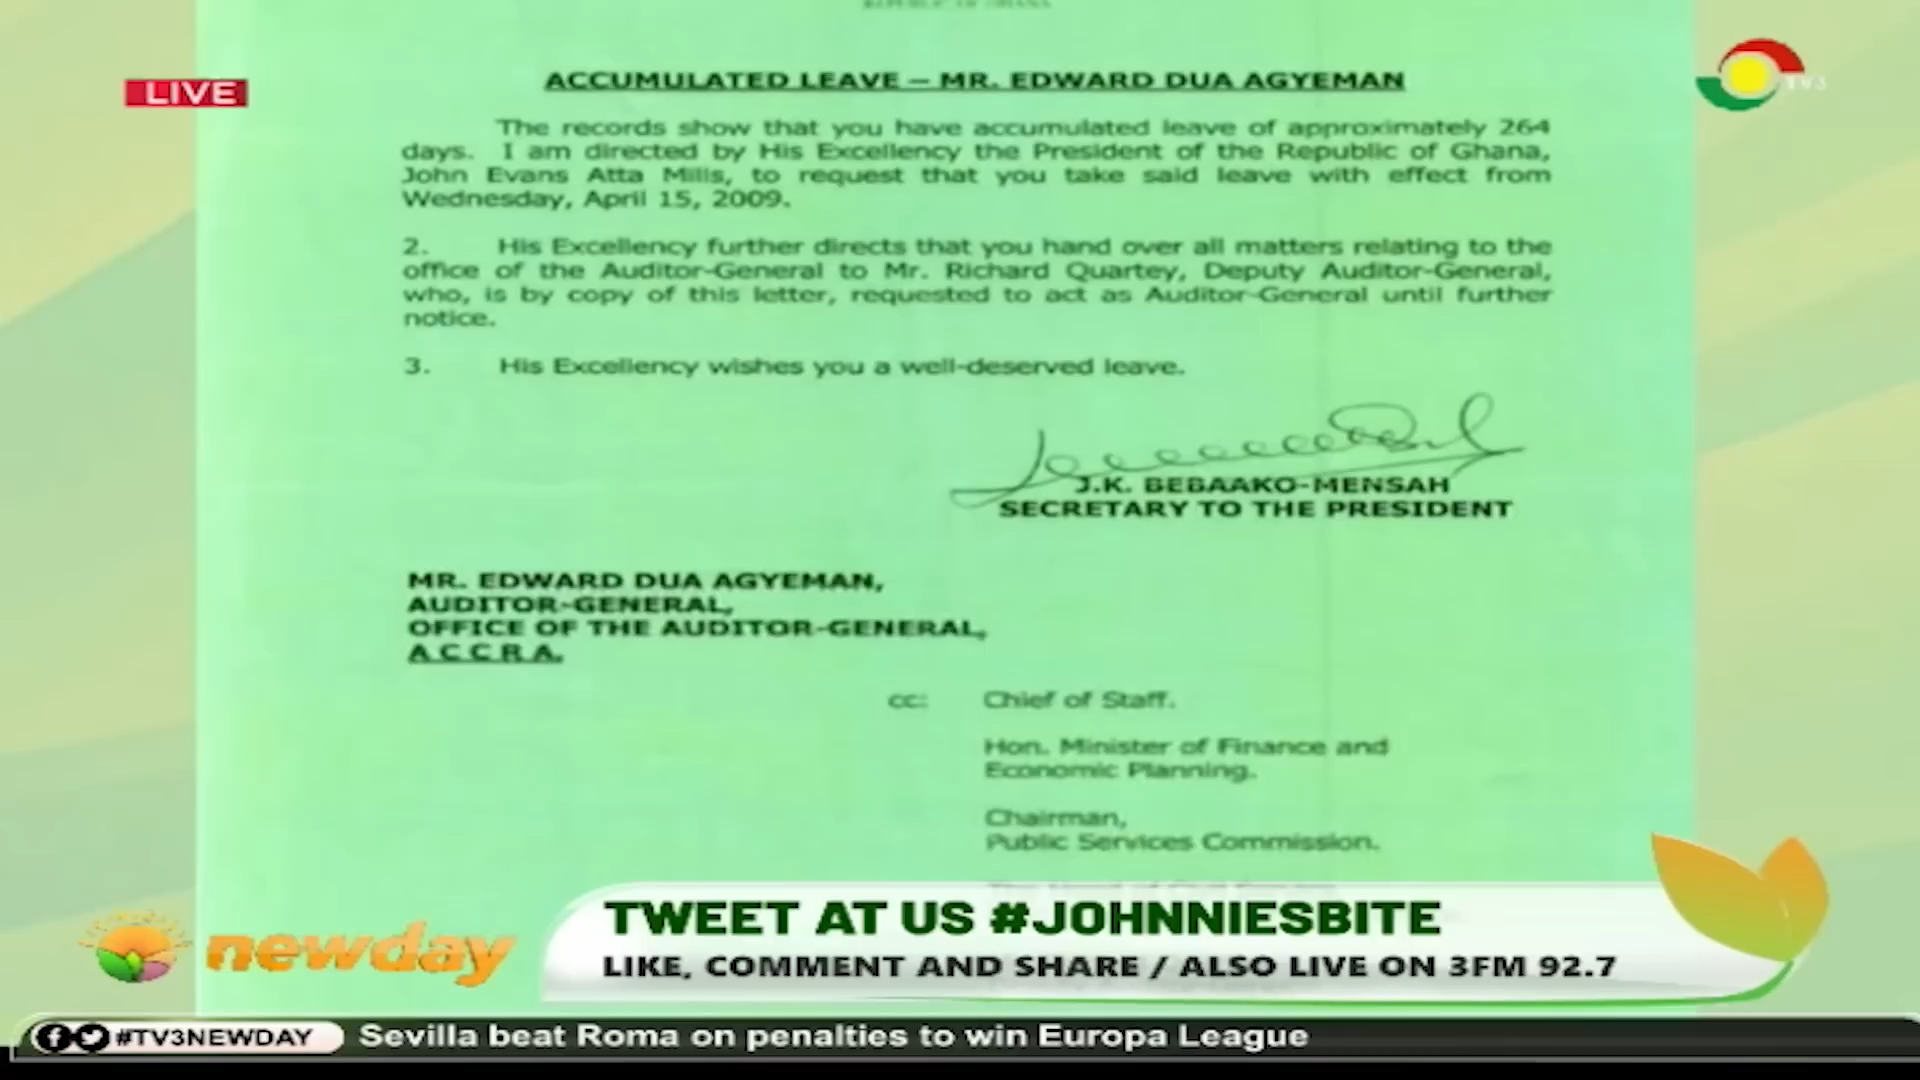 REPUBLIC OF GHANA
LIVE
TV3
ACCUMULATED LEAVE – MR. EDWARD DUA AGYEMAN
The records show that you have accumulated leave of approximately 264
days. I am directed by His Excellency the President of the Republic of Ghana,
John Evans Atta Mills, to request that you take said leave with effect from
Wednesday, April 15, 2009.
2. His Excellency further directs that you hand over all matters relating to the
office of the Auditor-General to Mr. Richard Quartey, Deputy Auditor-General,
who, is by copy of this letter, requested to act as Auditor-General until further
notice.
3. His Excellency wishes you a well-deserved leave.
J.K. BEBAAKO-MENSAH
SECRETARY TO THE PRESIDENT
MR. EDWARD DUA AGYEMAN,
AUDITOR-GENERAL,
OFFICE OF THE AUDITOR-GENERAL,
A C C R A.
cc: Chief of Staff.
Hon. Minister of Finance and
Economic Planning.
Chairman,
Public Services Commission.
newday
TWEET AT US #JOHNNIESBITE
LIKE, COMMENT AND SHARE / ALSO LIVE ON 3FM 92.7
#TV3NEWDAY
Sevilla beat Roma on penalties to win Europa League